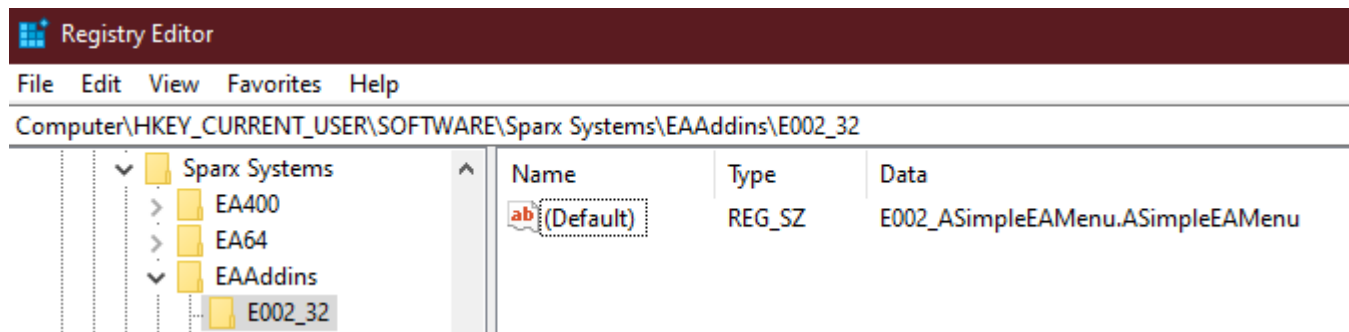 Registry Editor
File Edit View Favorites Help
Computer\HKEY_CURRENT_USER\SOFTWARE\Sparx Systems\EAAddins\E002_32
Sparx Systems
EA400
EA64
EAAddins
E002_32
Name Type Data
ab (Default) REG_SZ E002_ASimpleEAMenu.ASimpleEAMenu